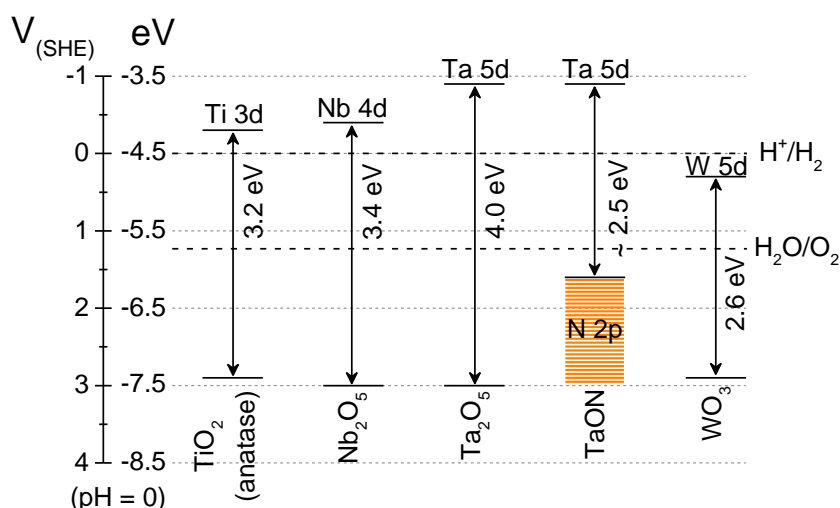 V(SHE) eV
-1 -3.5
0 -4.5
1 -5.5
2 -6.5
3 -7.5
4 -8.5
(pH = 0)
Ti 3d
Nb 4d
Ta 5d
Ta 5d
W 5d
H⁺/H₂
H₂O/O₂
3.2 eV
3.4 eV
4.0 eV
~ 2.5 eV
2.6 eV
N 2p
TiO₂
(anatase)
Nb₂O₅
Ta₂O₅
TaON
WO₃